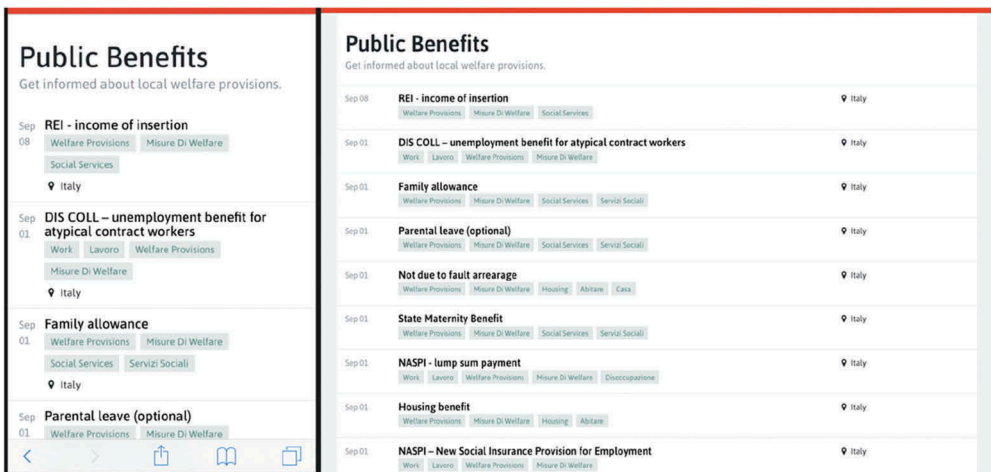 Public Benefits
Get informed about local welfare provisions.
Sep 08
REI - income of insertion
Welfare Provisions Misure Di Welfare
Social Services
Italy
Sep 01
DIS COLL – unemployment benefit for
atypical contract workers
Work Lavoro Welfare Provisions
Misure Di Welfare
Italy
Sep 01
Family allowance
Welfare Provisions Misure Di Welfare
Social Services Servizi Sociali
Italy
Sep 01
Parental leave (optional)
Welfare Provisions Misure Di Welfare
Public Benefits
Get informed about local welfare provisions.
Sep 08 REI - income of insertion Italy
Welfare Provisions Misure Di Welfare Social Services
Sep 01 DIS COLL – unemployment benefit for atypical contract workers Italy
Work Lavoro Welfare Provisions Misure Di Welfare
Sep 01 Family allowance Italy
Welfare Provisions Misure Di Welfare Social Services Servizi Sociali
Sep 01 Parental leave (optional) Italy
Welfare Provisions Misure Di Welfare Social Services Servizi Sociali
Sep 01 Not due to fault arrearage Italy
Welfare Provisions Misure Di Welfare Housing Abitare Casa
Sep 01 State Maternity Benefit Italy
Welfare Provisions Misure Di Welfare Social Services Servizi Sociali
Sep 01 NASPI - lump sum payment Italy
Work Lavoro Welfare Provisions Misure Di Welfare Disoccupazione
Sep 01 Housing benefit Italy
Welfare Provisions Misure Di Welfare Housing Abitare
Sep 01 NASPI – New Social Insurance Provision for Employment Italy
Work Lavoro Welfare Provisions Misure Di Welfare